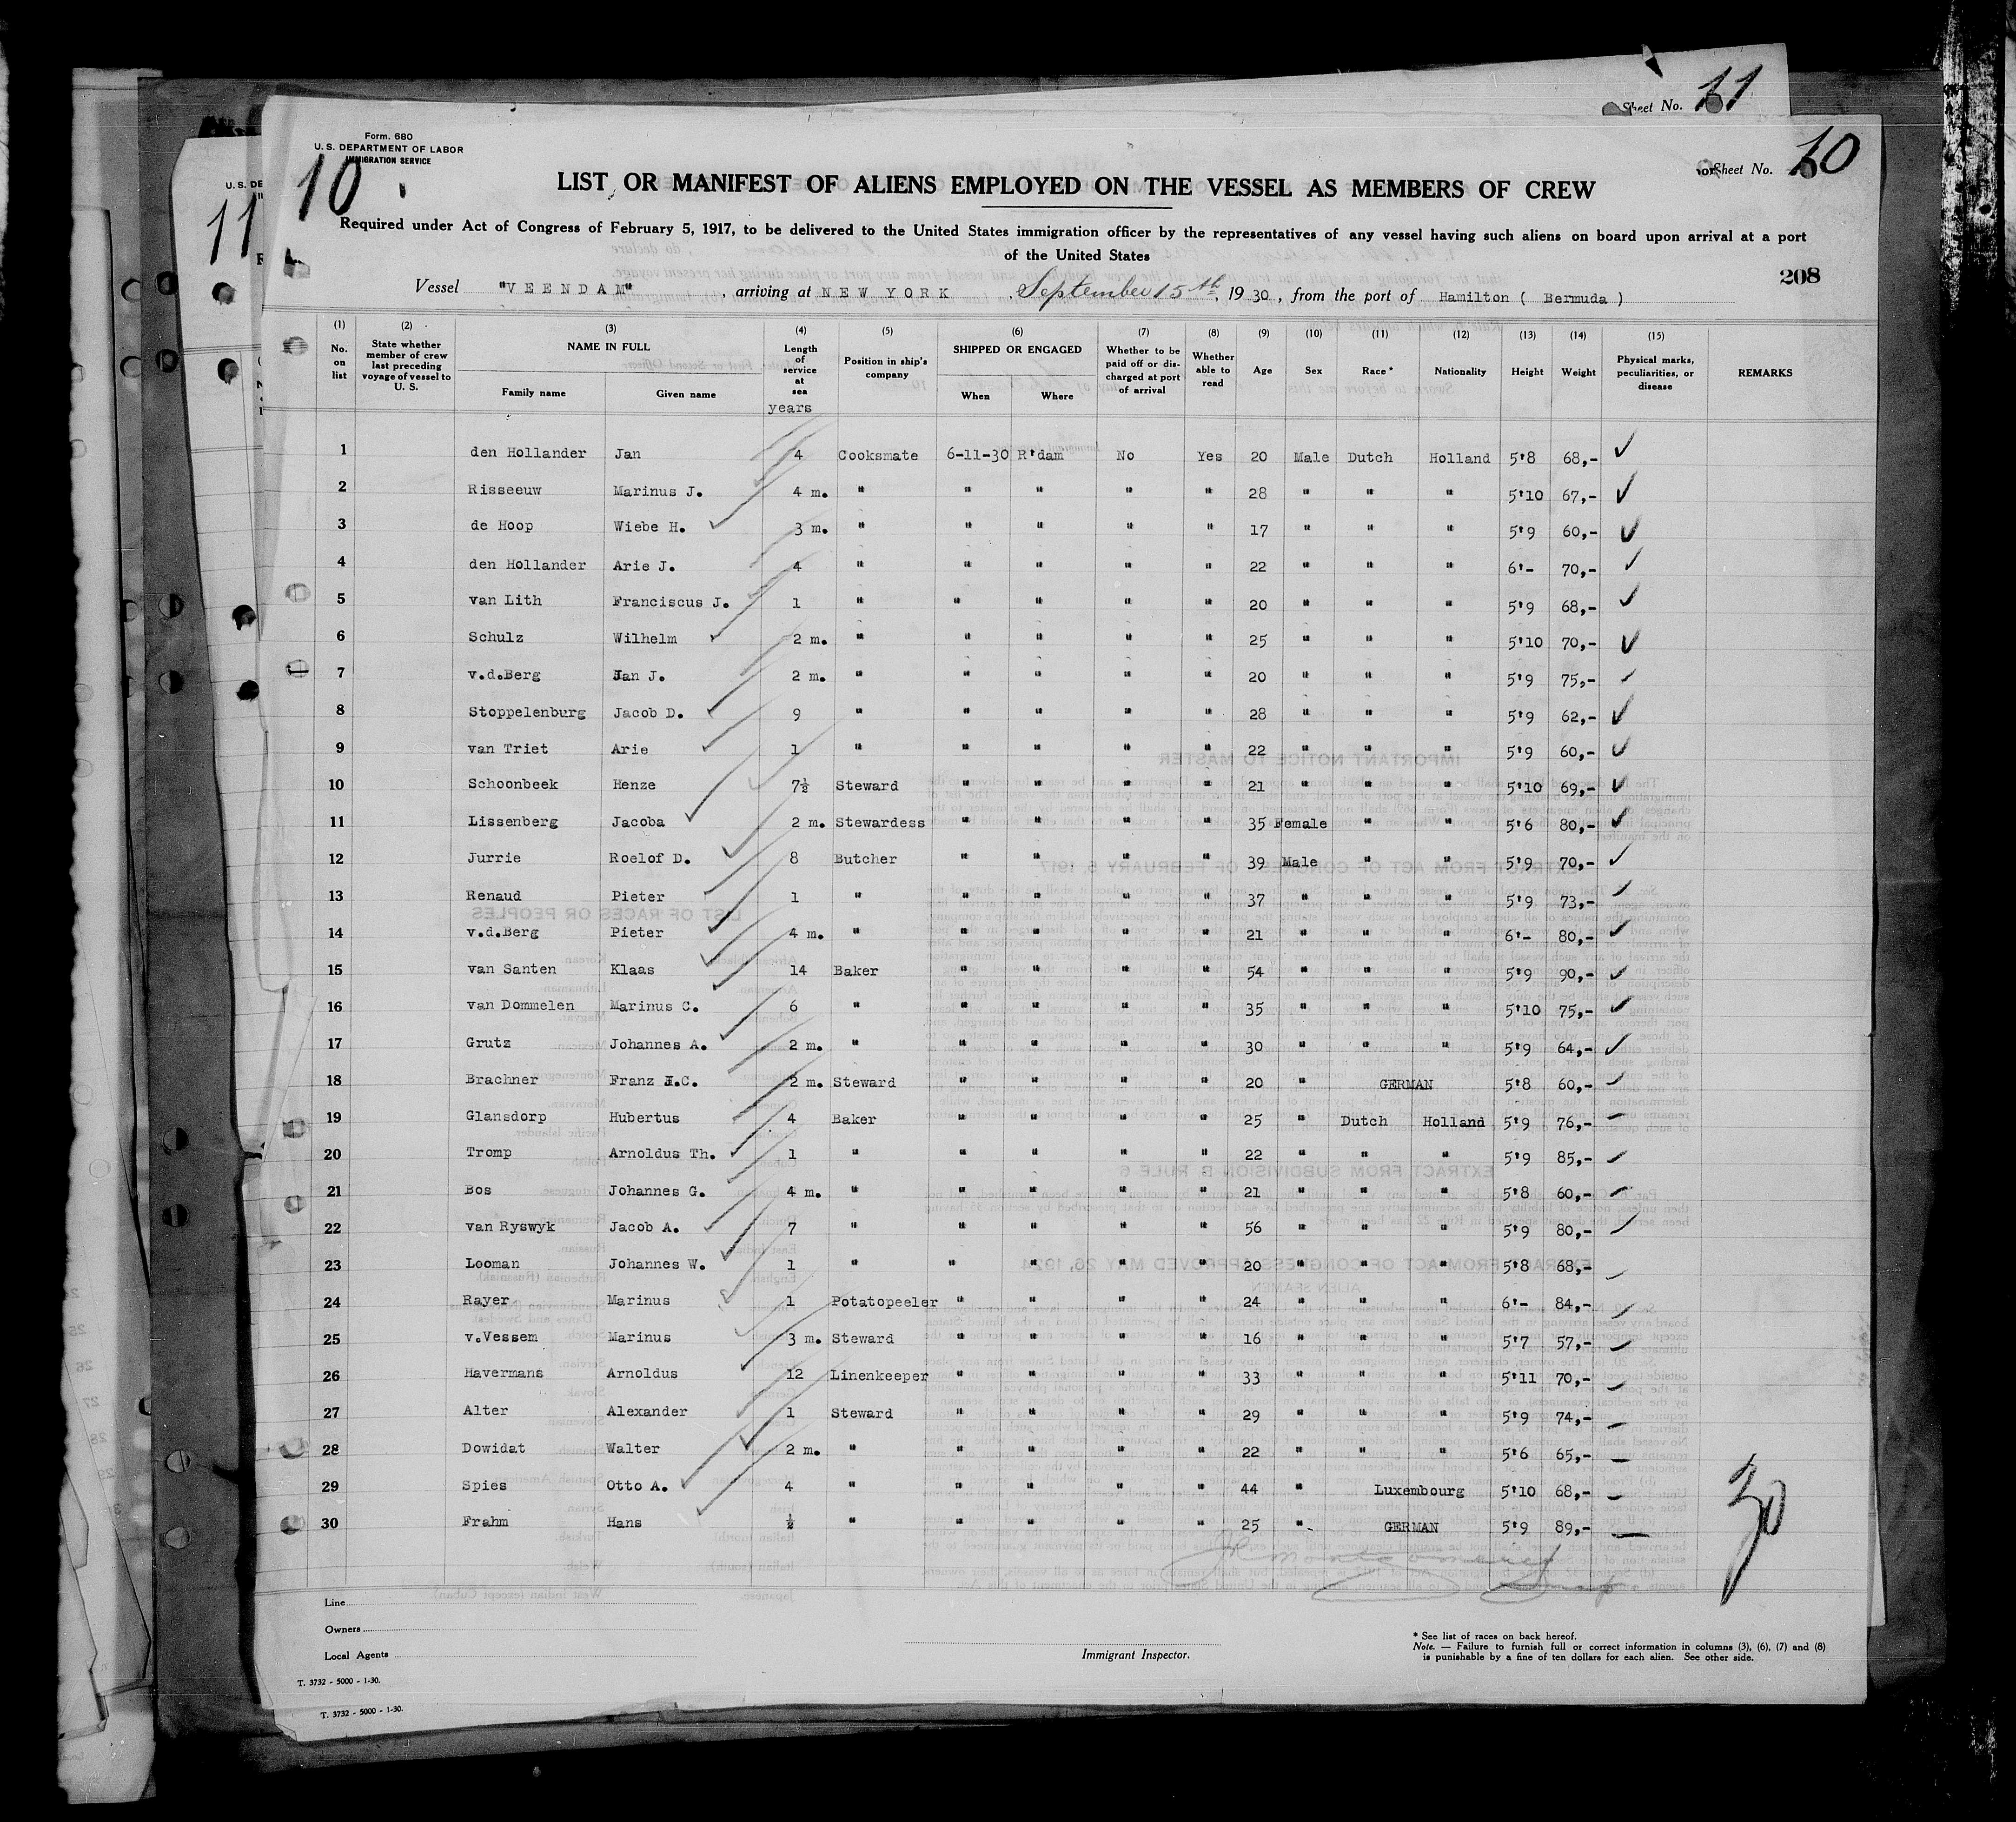 Sheet No. 11
Form. 680
U. S. DEPARTMENT OF LABOR
IMMIGRATION SERVICE
10
Sheet No. 10
U. S. DE
11
LIST OR MANIFEST OF ALIENS EMPLOYED ON THE VESSEL AS MEMBERS OF CREW
Required under Act of Congress of February 5, 1917, to be delivered to the United States immigration officer by the representatives of any vessel having such aliens on board upon arrival at a port
of the United States
208
Vessel "VEENDAM", arriving at NEW YORK, September 15th, 1930, from the port of Hamilton ( Bermuda )
(1) (2) (3) (4) (5) (6) (7) (8) (9) (10) (11) (12) (13) (14) (15)
No. on list State whether member of crew last preceding voyage of vessel to U. S. NAME IN FULL Family name Given name Length of service at sea years Position in ship's company SHIPPED OR ENGAGED When Where Whether to be paid off or discharged at port of arrival Whether able to read Age Sex Race* Nationality Height Weight Physical marks, peculiarities, or disease REMARKS
1 den Hollander Jan 4 Cooksmate 6-11-30 R'dam No Yes 20 Male Dutch Holland 5'8 68,-
2 Risseeuw Marinus J. 4 m. " " " " " 28 " " " 5'10 67,-
3 de Hoop Wiebe H. 3 m. " " " " " 17 " " " 5'9 60,-
4 den Hollander Arie J. 4 " " " " " 22 " " " 6'- 70,-
5 van Lith Franciscus J. 1 " " " " " 20 " " " 5'9 68,-
6 Schulz Wilhelm 2 m. " " " " " 25 " " " 5'10 70,-
7 v.d.Berg Jan J. 2 m. " " " " " 20 " " " 5'9 75,-
8 Stoppelenburg Jacob D. 9 " " " " " 28 " " " 5'9 62,-
9 van Triet Arie 1 " " " " " 22 " " " 5'9 60,-
10 Schoonbeek Henze 7½ Steward " " " " 21 " " " 5'10 69,-
11 Lissenberg Jacoba 2 m. Stewardess " " " " 35 Female " " 5'6 80,-
12 Jurrie Roelof D. 8 Butcher " " " " 39 Male " " 5'9 70,-
13 Renaud Pieter 1 " " " " " 37 " " " 5'9 73,-
14 v.d.Berg Pieter 4 m. " " " " " 21 " " " 6'- 80,-
15 van Santen Klaas 14 Baker " " " " 54 " " " 5'9 90,-
16 van Dommelen Marinus C. 6 " " " " " 35 " " " 5'10 75,-
17 Grutz Johannes A. 2 m. " " " " " 30 " " " 5'9 64,-
18 Brachner Franz J.C. 2 m. Steward " " " " 20 " GERMAN 5'8 60,-
19 Glansdorp Hubertus 4 Baker " " " " 25 " Dutch Holland 5'9 76,-
20 Tromp Arnoldus Th. 1 " " " " " 22 " " " 5'9 85,-
21 Bos Johannes G. 4 m. " " " " " 21 " " " 5'8 60,-
22 van Ryswyk Jacob A. 7 " " " " " 56 " " " 5'9 80,-
23 Looman Johannes W. 1 " " " " " 20 " " " 5'8 68,-
24 Rayer Marinus 1 Potatopeeler " " " " 24 " " " 6'- 84,-
25 v.Vessem Marinus 3 m. Steward " " " " 16 " " " 5'7 57,-
26 Havermans Arnoldus 12 Linenkeeper " " " " 33 " " " 5'11 70,-
27 Alter Alexander 1 Steward " " " " 29 " " " 5'9 74,-
28 Dowidat Walter 2 m. " " " " " 22 " " " 5'6 65,-
29 Spies Otto A. 4 " " " " " 44 " Luxembourg 5'10 68,-
30 Frahm Hans ½ " " " " " 25 " GERMAN 5'9 89,-
30
Line
Owners
Local Agents
Immigrant Inspector.
* See list of races on back hereof.
Note. — Failure to furnish full or correct information in columns (3), (6), (7) and (8)
is punishable by a fine of ten dollars for each alien. See other side.
T. 3732 - 5000 - 1-30.
T. 3732 - 5000 - 1-30.